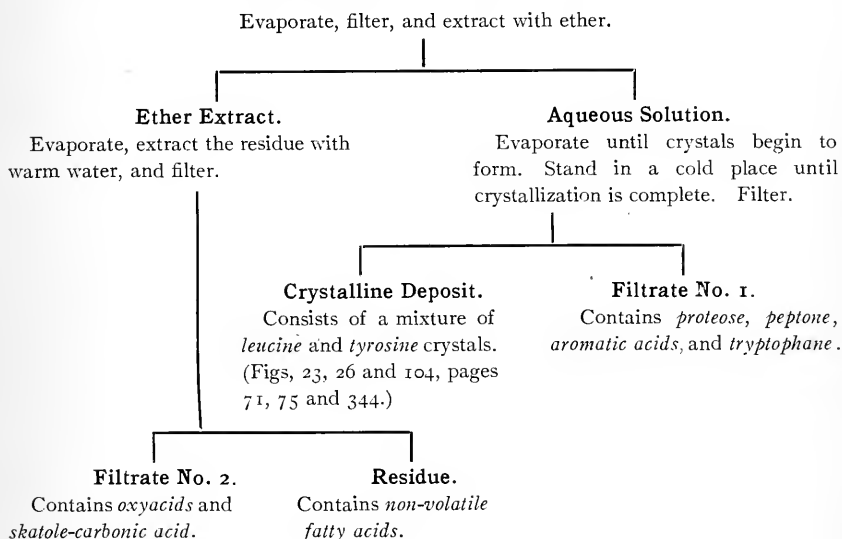 Evaporate, filter, and extract with ether.
Ether Extract.
Evaporate, extract the residue with
warm water, and filter.
Aqueous Solution.
Evaporate until crystals begin to
form. Stand in a cold place until
crystallization is complete. Filter.
Crystalline Deposit.
Consists of a mixture of
leucine and tyrosine crystals.
(Figs, 23, 26 and 104, pages
71, 75 and 344.)
Filtrate No. 1.
Contains proteose, peptone,
aromatic acids, and tryptophane.
Filtrate No. 2.
Contains oxyacids and
skatole-carbonic acid.
Residue.
Contains non-volatile
fatty acids.